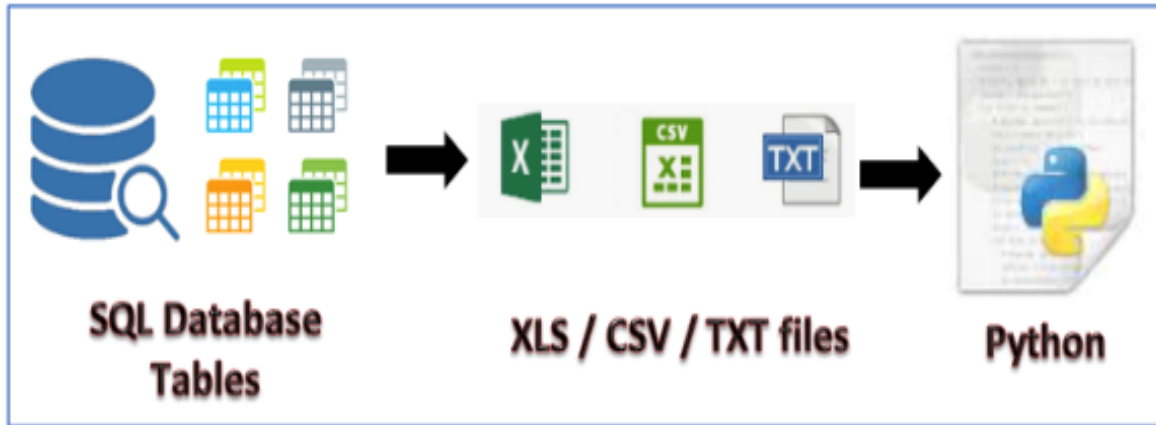 X
CSV
X
TXT
SQL Database
Tables
XLS / CSV / TXT files
Python